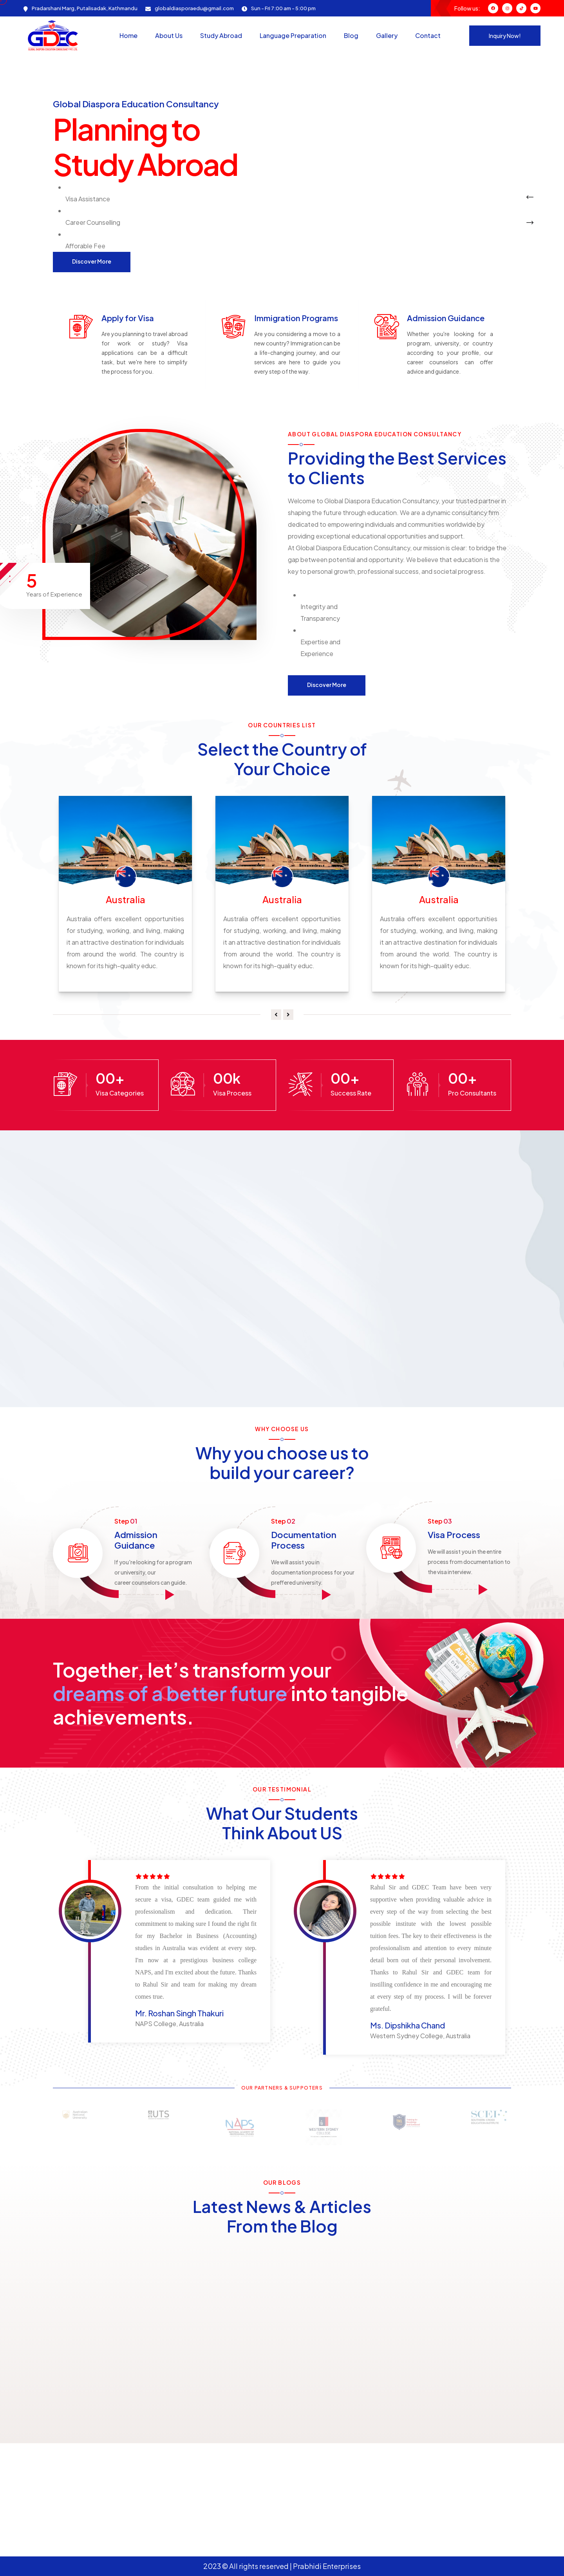 Pradarshani Marg, Putalisadak, Kathmandu
globaldiasporaedu@gmail.com
Sun - Fri 7:00 am - 5:00 pm
Follow us:
GDEC
Home
About Us
Study Abroad
Language Preparation
Blog
Gallery
Contact
Inquiry Now!
Global Diaspora Education Consultancy
Planning to
Study Abroad
Visa Assistance
Career Counselling
Afforable Fee
Discover More
Apply for Visa
Are you planning to travel abroad
for work or study? Visa
applications can be a difficult
task, but we're here to simplify
the process for you.
Immigration Programs
Are you considering a move to a
new country? Immigration can be
a life-changing journey, and our
services are here to guide you
every step of the way.
Admission Guidance
Whether you're looking for a
program, university, or country
according to your profile, our
career counselors can offer
advice and guidance.
5
Years of Experience
ABOUT GLOBAL DIASPORA EDUCATION CONSULTANCY
Providing the Best Services
to Clients
Welcome to Global Diaspora Education Consultancy, your trusted partner in
shaping the future through education. We are a dynamic consultancy firm
dedicated to empowering individuals and communities worldwide by
providing exceptional educational opportunities and support.
At Global Diaspora Education Consultancy, our mission is clear: to bridge the
gap between potential and opportunity. We believe that education is the
key to personal growth, professional success, and societal progress.
Integrity and
Transparency
Expertise and
Experience
Discover More
OUR COUNTRIES LIST
Select the Country of
Your Choice
Australia
Australia offers excellent opportunities
for studying, working, and living, making
it an attractive destination for individuals
from around the world. The country is
known for its high-quality educ
Australia
Australia offers excellent opportunities
for studying, working, and living, making
it an attractive destination for individuals
from around the world. The country is
known for its high-quality educ
Australia
Australia offers excellent opportunities
for studying, working, and living, making
it an attractive destination for individuals
from around the world. The country is
known for its high-quality educ
00+
Visa Categories
00k
Visa Process
00+
Success Rate
00+
Pro Consultants
WHY CHOOSE US
Why you choose us to
build your career?
Step 01
Admission
Guidance
If you're looking for a program
or university, our
career counselors can guide.
Step 02
Documentation
Process
We will assist you in
documentation process for your
preffered university.
Step 03
Visa Process
We will assist you in the entire
process from documentation to
the visa interview.
Together, let's transform your
dreams of a better future into tangible
achievements.
OUR TESTIMONIAL
What Our Students
Think About US
From the initial consultation to helping me
secure a visa, GDEC team guided me with
professionalism and dedication. Their
commitment to making sure I found the right fit
for my Bachelor in Business (Accounting)
studies in Australia was evident at every step.
I'm now at a prestigious business college
NAPS, and I'm excited about the future. Thanks
to Rahul Sir and team for making my dream
comes true.
Mr. Roshan Singh Thakuri
NAPS College, Australia
Rahul Sir and GDEC Team have been very
supportive when providing valuable advice in
every step of the way from selecting the best
possible institute with the lowest possible
tuition fees. The key to their effectiveness is the
professionalism and attention to every minute
detail born out of their personal involvement.
Thanks to Rahul Sir and GDEC team for
instilling confidence in me and encouraging me
at every step of my process. I will be forever
grateful.
Ms. Dipshikha Chand
Western Sydney College, Australia
OUR PARTNERS & SUPPOTERS
UTS
NAPS
SCEI
OUR BLOGS
Latest News & Articles
From the Blog
2023 © All rights reserved | Prabhidi Enterprises